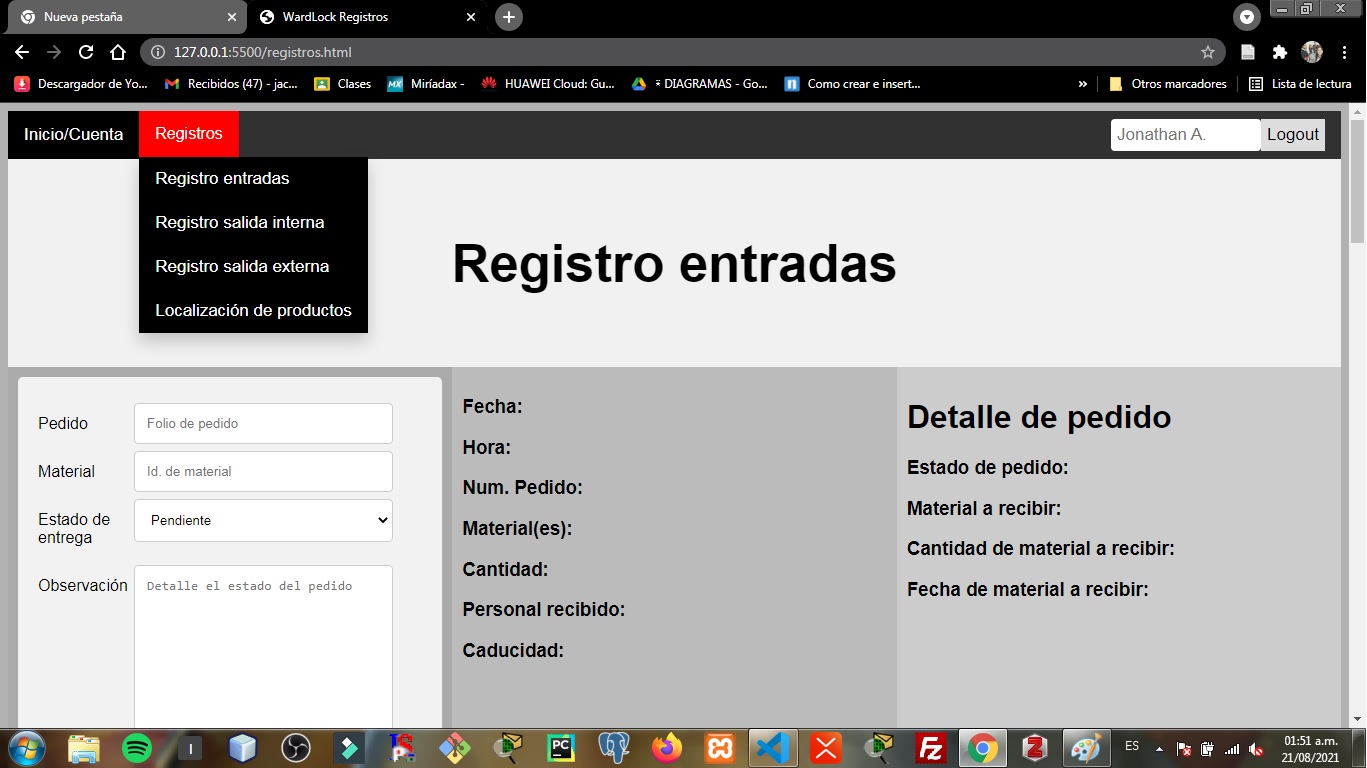 Nueva pestaña
WardLock Registros
127.0.0.1:5500/registros.html
Descargador de Yo...
Recibidos (47) - jac...
Clases
Miríadax -
HUAWEI Cloud: Gu...
DIAGRAMAS - Go...
Como crear e insert...
»
Otros marcadores
Lista de lectura
Inicio/Cuenta
Registros
Jonathan A.
Logout
Registro entradas
Registro salida interna
Registro salida externa
Localización de productos
Registro entradas
Pedido
Folio de pedido
Material
Id. de material
Estado de
entrega
Pendiente
Observación
Detalle el estado del pedido
Fecha:
Hora:
Num. Pedido:
Material(es):
Cantidad:
Personal recibido:
Caducidad:
Detalle de pedido
Estado de pedido:
Material a recibir:
Cantidad de material a recibir:
Fecha de material a recibir:
ES
01:51 a.m.
21/08/2021